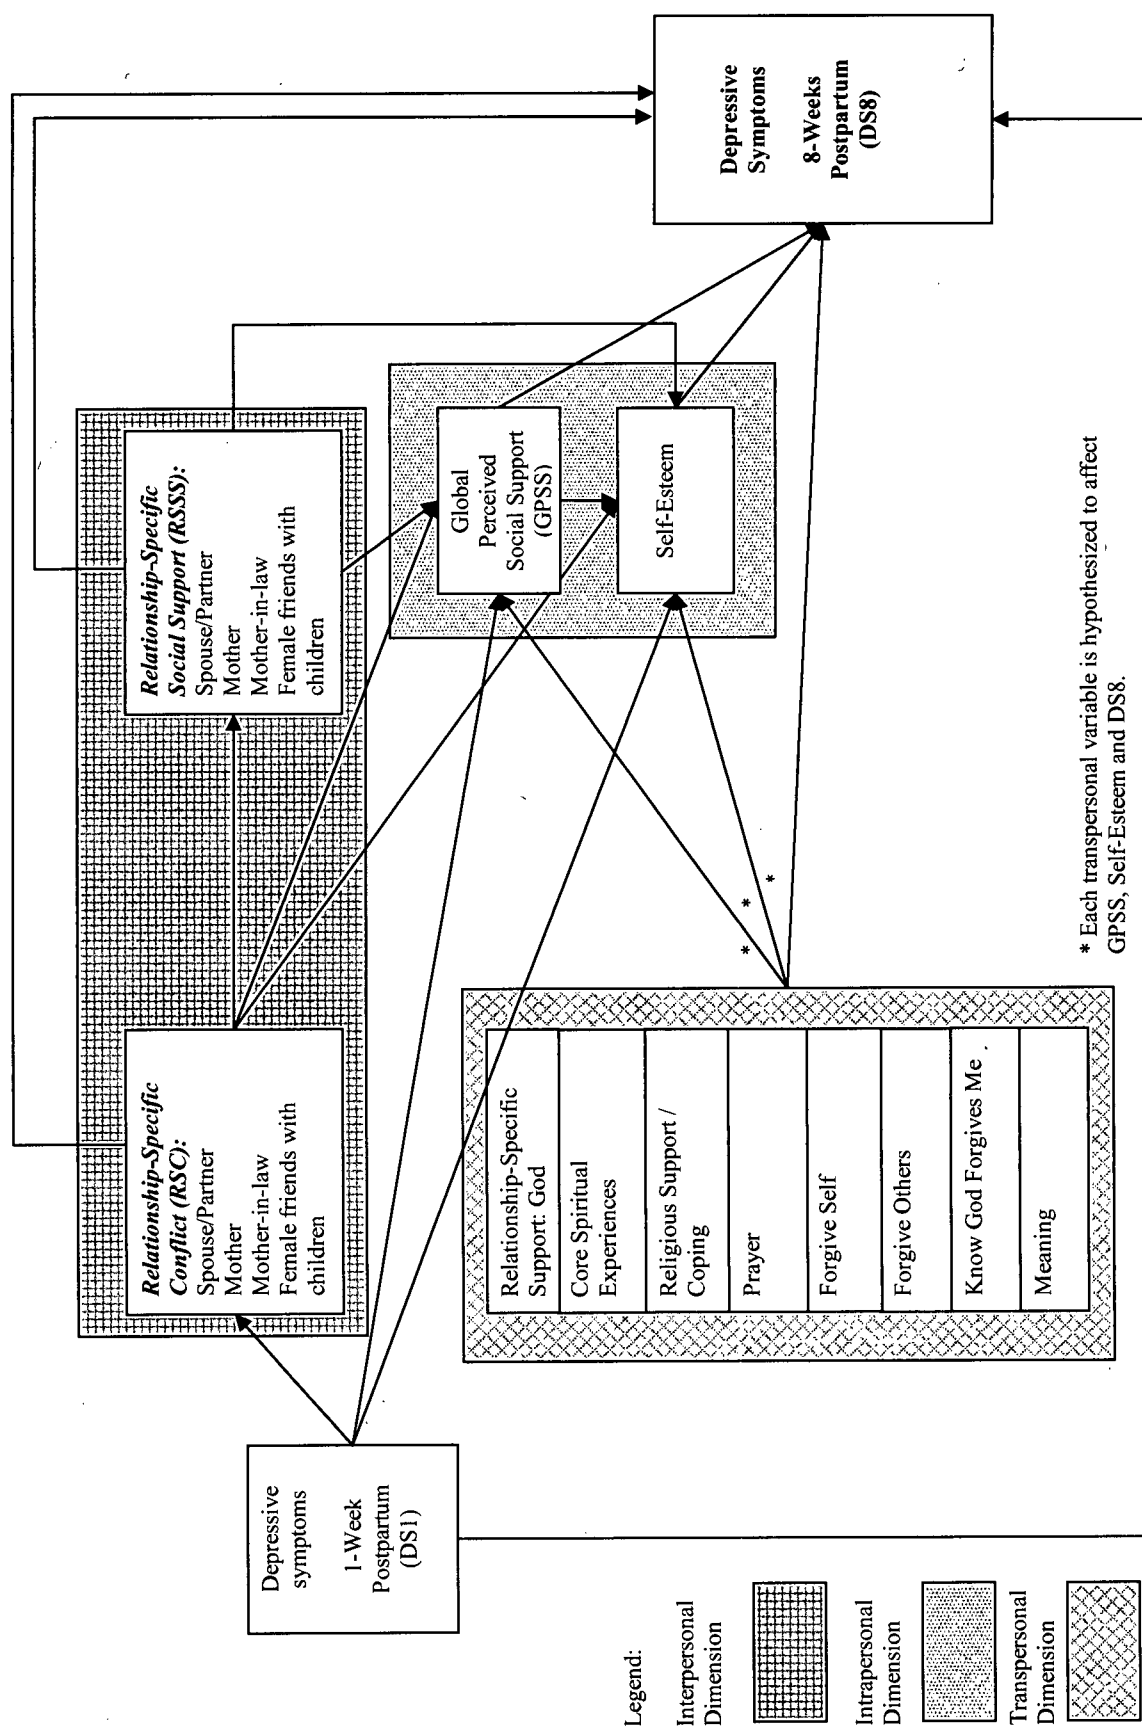 Relationship-Specific
Conflict (RSC):
Spouse/Partner
Mother
Mother-in-law
Female friends with
children
Relationship-Specific
Social Support (RSSS):
Spouse/Partner
Mother
Mother-in-law
Female friends with
children
Depressive
symptoms
1-Week
Postpartum
(DS1)
Global
Perceived
Social Support
(GPSS)
Self-Esteem
Depressive
Symptoms
8-Weeks
Postpartum
(DS8)
Relationship-Specific
Support: God
Core Spiritual
Experiences
Religious Support /
Coping
Prayer
Forgive Self
Forgive Others
Know God Forgives Me
Meaning
*
*
*
* Each transpersonal variable is hypothesized to affect
GPSS, Self-Esteem and DS8.
Legend:
Interpersonal
Dimension
Intrapersonal
Dimension
Transpersonal
Dimension